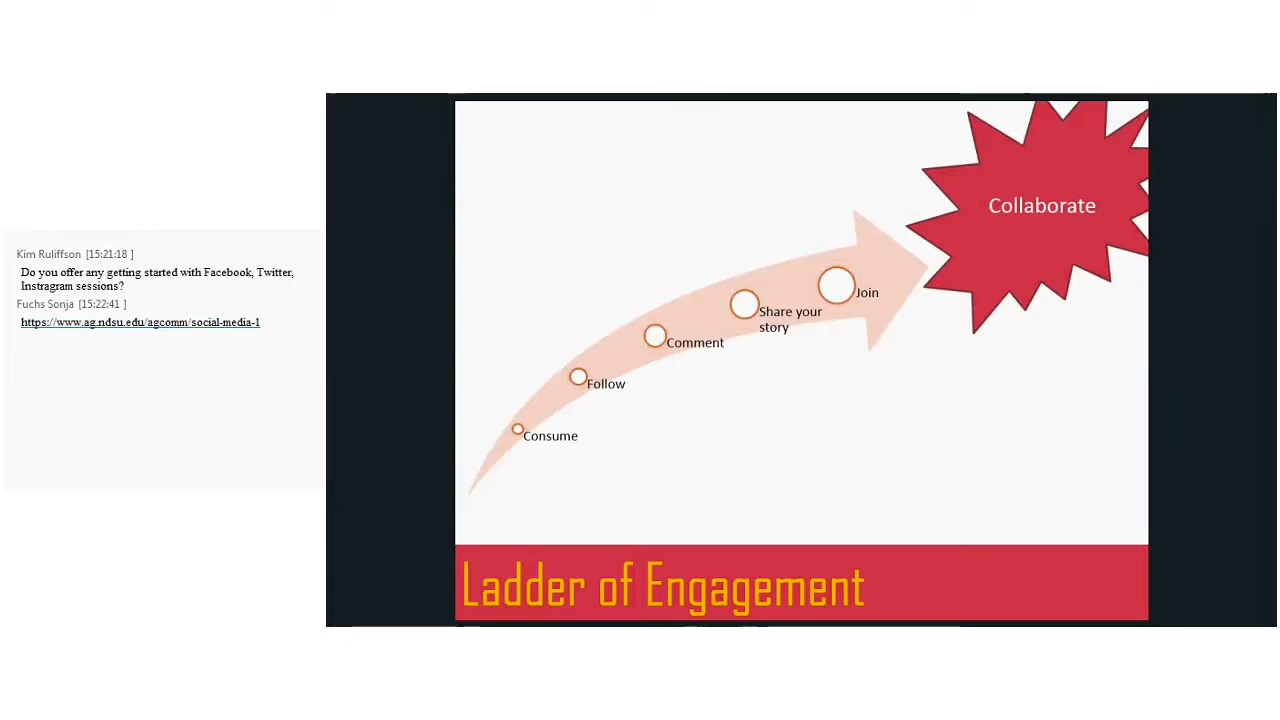 Kim Ruliffson [15:21:18 ]
Do you offer any getting started with Facebook, Twitter,
Instragram sessions?
Fuchs Sonja [15:22:41 ]
https://www.ag.ndsu.edu/agcomm/social-media-1
Collaborate
Join
Share your
story
Comment
Follow
Consume
Ladder of Engagement